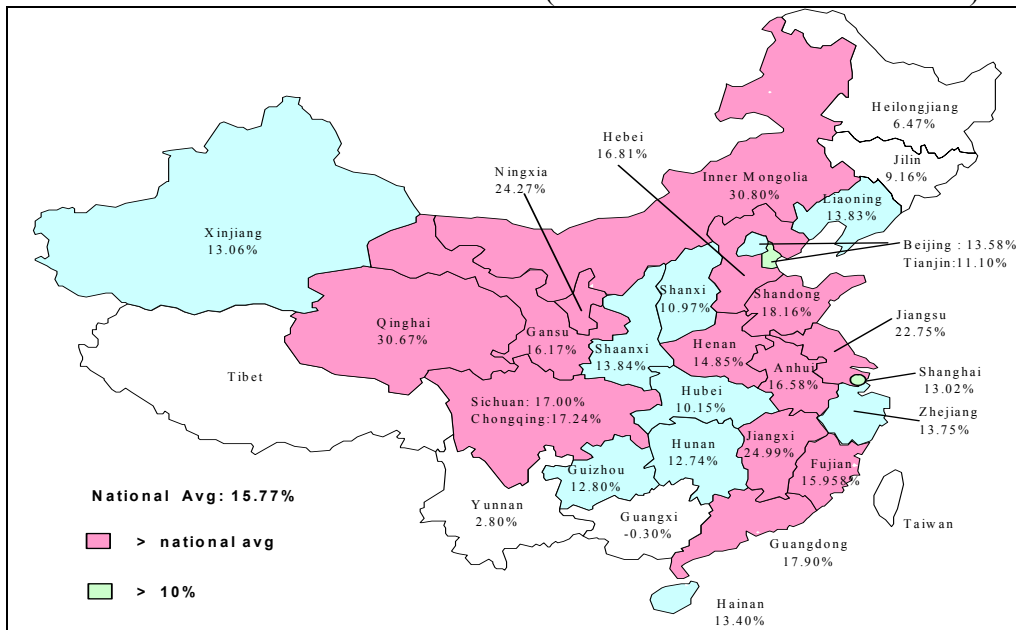 (
)
Heilongjiang
6.47%
Hebei
16.81%
Jilin
9.16%
Ningxia
24.27%
Inner Mongolia
30.80%
Liaoning
13.83%
Xinjiang
13.06%
Beijing : 13.58%
Tianjin:11.10%
Shanxi
10.97%
Shandong
18.16%
Qinghai
30.67%
Gansu
16.17%
Jiangsu
22.75%
Shaanxi
13.84%
Henan
14.85%
Anhui
16.58%
Shanghai
13.02%
Tibet
Sichuan: 17.00%
Chongqing:17.24%
Hubei
10.15%
Zhejiang
13.75%
Hunan
12.74%
Jiangxi
24.99%
Guizhou
12.80%
Fujian
15.958%
National Avg: 15.77%
Yunnan
2.80%
Guangxi
-0.30%
Taiwan
> national avg
Guangdong
17.90%
> 10%
Hainan
13.40%